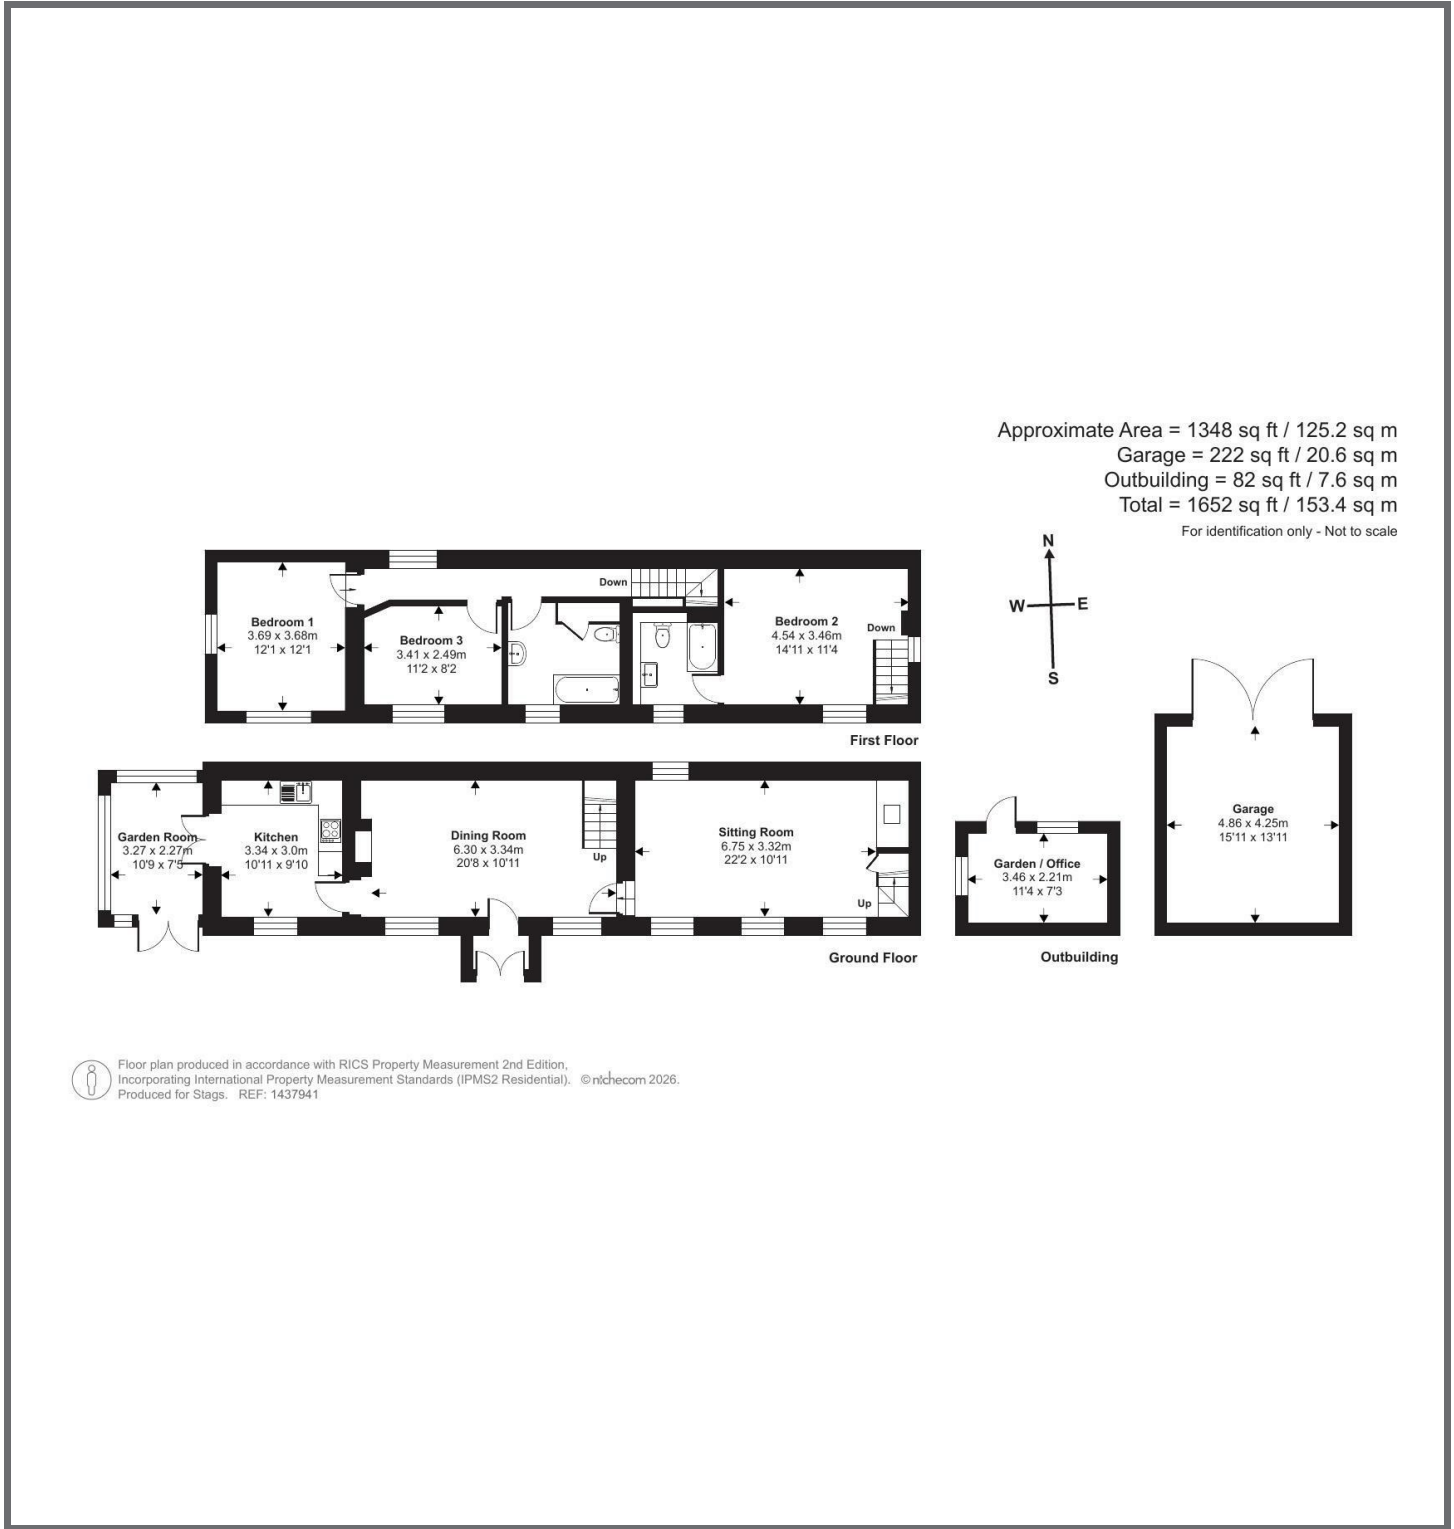 Approximate Area = 1348 sq ft / 125.2 sq m
Garage = 222 sq ft / 20.6 sq m
Outbuilding = 82 sq ft / 7.6 sq m
Total = 1652 sq ft / 153.4 sq m
For identification only - Not to scale
N
W E
S
Down
Bedroom 1
3.69 x 3.68m
12'1 x 12'1
Bedroom 3
3.41 x 2.49m
11'2 x 8'2
Bedroom 2
4.54 x 3.46m
14'11 x 11'4
Down
First Floor
Garden Room
3.27 x 2.27m
10'9 x 7'5
Kitchen
3.34 x 3.0m
10'11 x 9'10
Dining Room
6.30 x 3.34m
20'8 x 10'11
Up
Sitting Room
6.75 x 3.32m
22'2 x 10'11
Up
Ground Floor
Garden / Office
3.46 x 2.21m
11'4 x 7'3
Outbuilding
Garage
4.86 x 4.25m
15'11 x 13'11
Floor plan produced in accordance with RICS Property Measurement 2nd Edition,
Incorporating International Property Measurement Standards (IPMS2 Residential). © nichecom 2026.
Produced for Stags. REF: 1437941